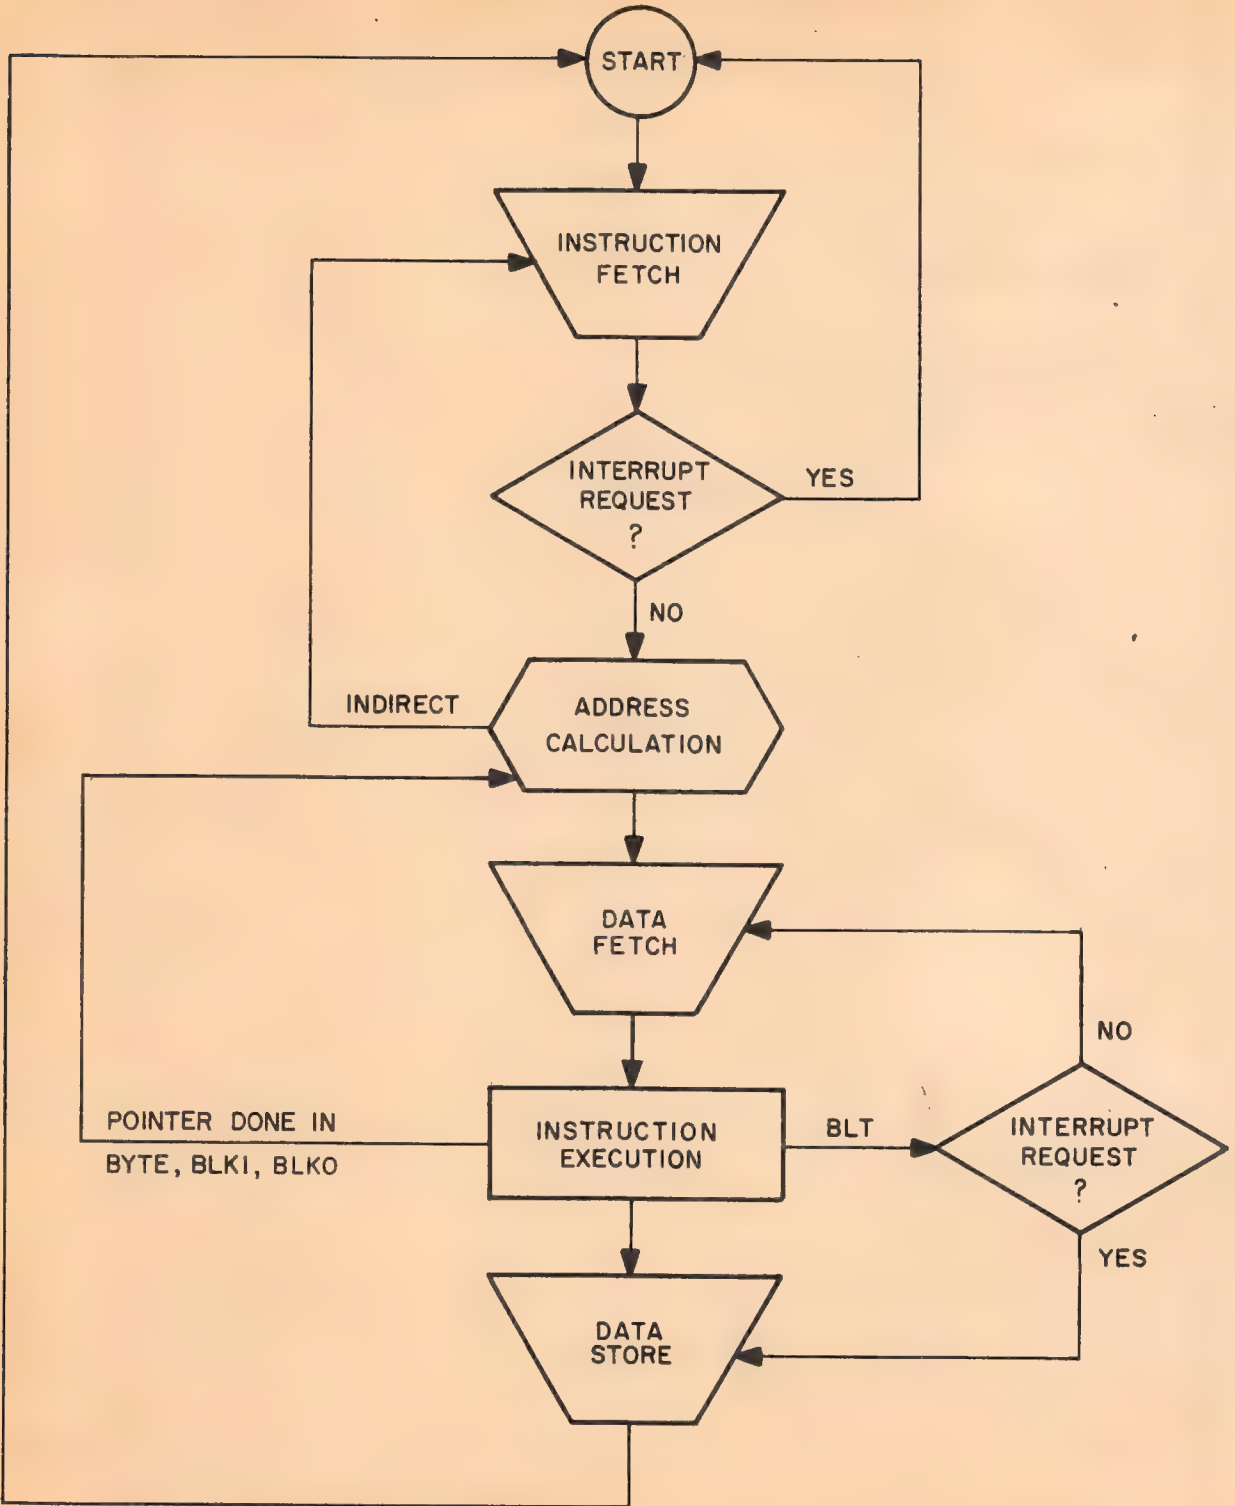 START
INSTRUCTION
FETCH
INTERRUPT
REQUEST
?
YES
NO
INDIRECT
ADDRESS
CALCULATION
DATA
FETCH
NO
POINTER DONE IN
BYTE, BLKI, BLKO
INSTRUCTION
EXECUTION
BLT
INTERRUPT
REQUEST
?
YES
DATA
STORE